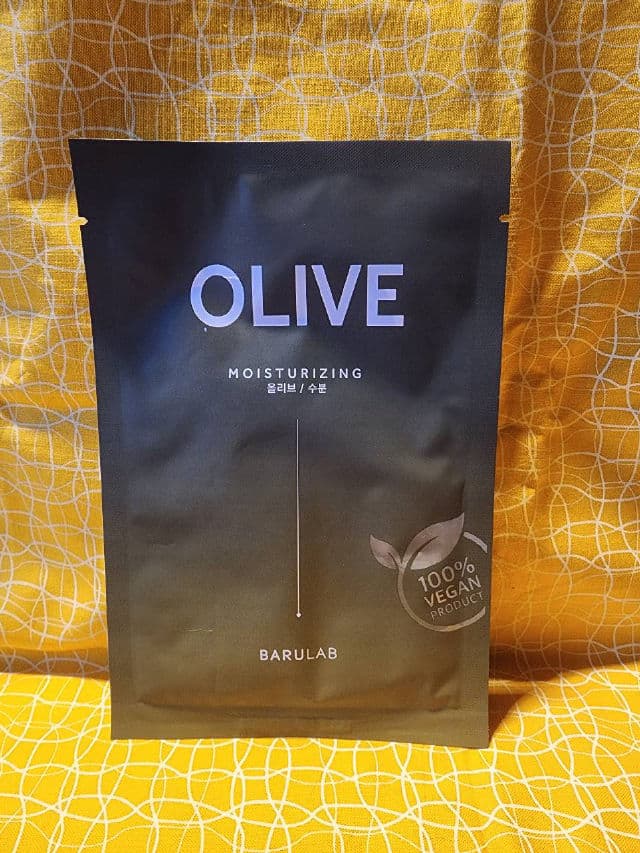 OLIVE
MOISTURIZING
올리브 / 수분
100%
VEGAN
PRODUCT
BARULAB